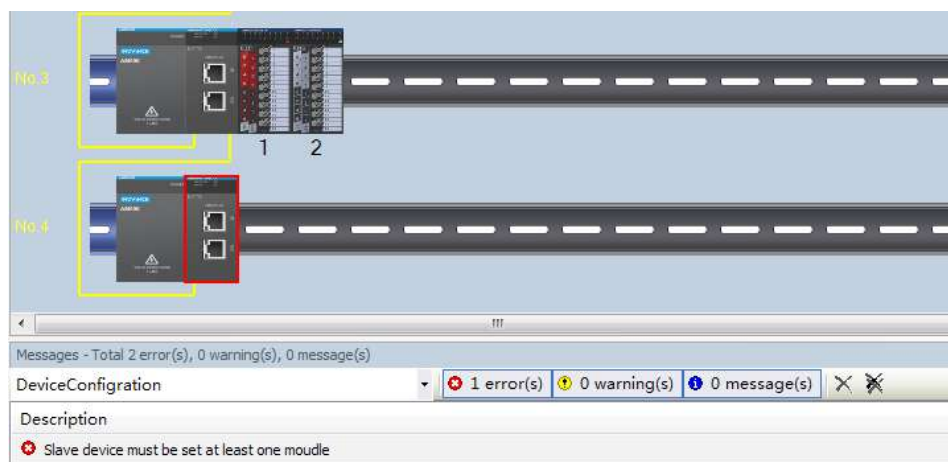 No.3
1 2
No.4
Messages - Total 2 error(s), 0 warning(s), 0 message(s)
DeviceConfigration 1 error(s) 0 warning(s) 0 message(s)
Description
Slave device must be set at least one moudle